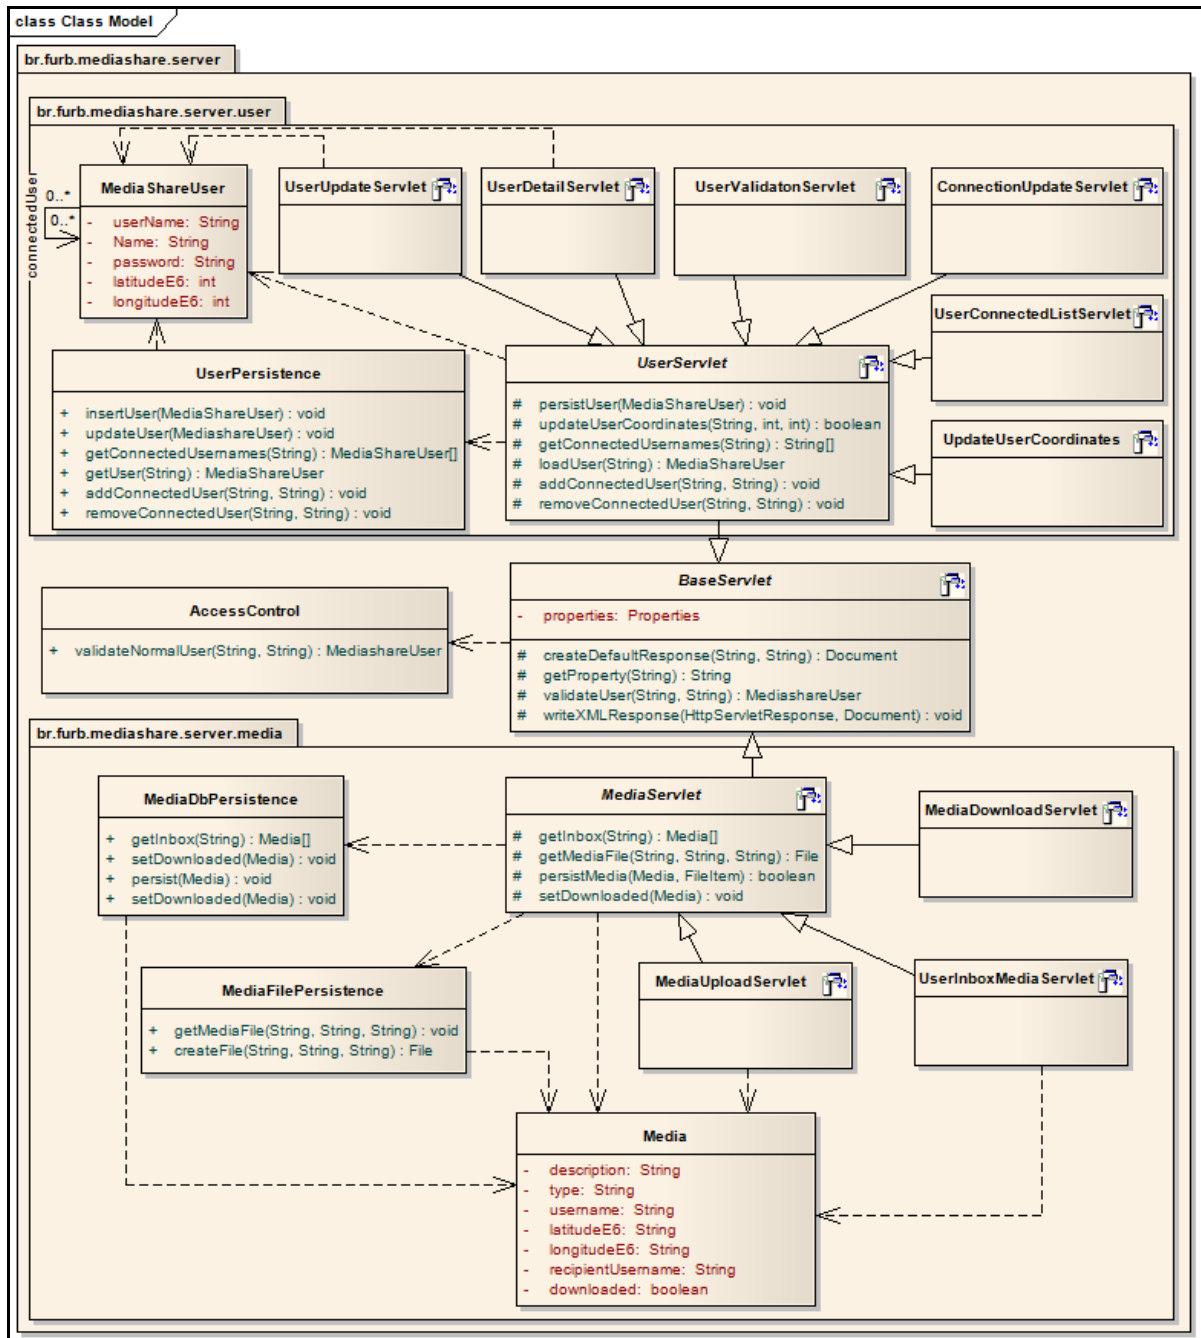 class Class Model
br.furb.mediashare.server
br.furb.mediashare.server.user
connectedUser
0..*
0..*
MediaShareUser
- userName: String
- Name: String
- password: String
- latitudeE6: int
- longitudeE6: int
UserUpdateServlet
UserDetailServlet
UserValidatonServlet
ConnectionUpdateServlet
UserConnectedListServlet
UpdateUserCoordinates
UserPersistence
+ insertUser(MediaShareUser) : void
+ updateUser(MediashareUser) : void
+ getConnectedUsernames(String) : MediaShareUser[]
+ getUser(String) : MediaShareUser
+ addConnectedUser(String, String) : void
+ removeConnectedUser(String, String) : void
UserServlet
# persistUser(MediaShareUser) : void
# updateUserCoordinates(String, int, int) : boolean
# getConnectedUsernames(String) : String[]
# loadUser(String) : MediaShareUser
# addConnectedUser(String, String) : void
# removeConnectedUser(String, String) : void
AccessControl
+ validateNormalUser(String, String) : MediashareUser
BaseServlet
- properties: Properties
# createDefaultResponse(String, String) : Document
# getProperty(String) : String
# validateUser(String, String) : MediashareUser
# writeXMLResponse(HttpServletResponse, Document) : void
br.furb.mediashare.server.media
MediaDbPersistence
+ getInbox(String) : Media[]
+ setDownloaded(Media) : void
+ persist(Media) : void
+ setDownloaded(Media) : void
MediaServlet
# getInbox(String) : Media[]
# getMediaFile(String, String, String) : File
# persistMedia(Media, FileItem) : boolean
# setDownloaded(Media) : void
MediaDownloadServlet
MediaFilePersistence
+ getMediaFile(String, String, String) : void
+ createFile(String, String, String) : File
MediaUploadServlet
UserInboxMediaServlet
Media
- description: String
- type: String
- username: String
- latitudeE6: String
- longitudeE6: String
- recipientUsername: String
- downloaded: boolean